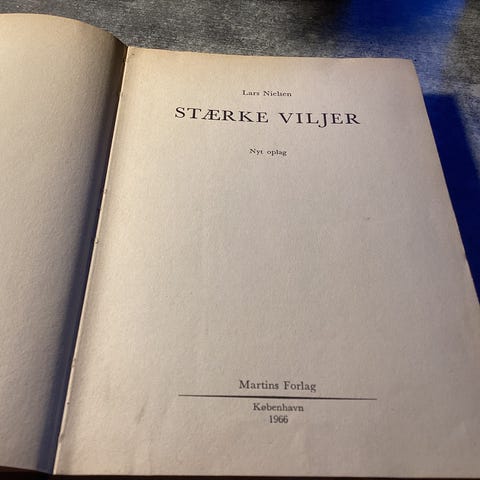 Lars Nielsen
STÆRKE VILJER
Nyt oplag
Martins Forlag
København
1966